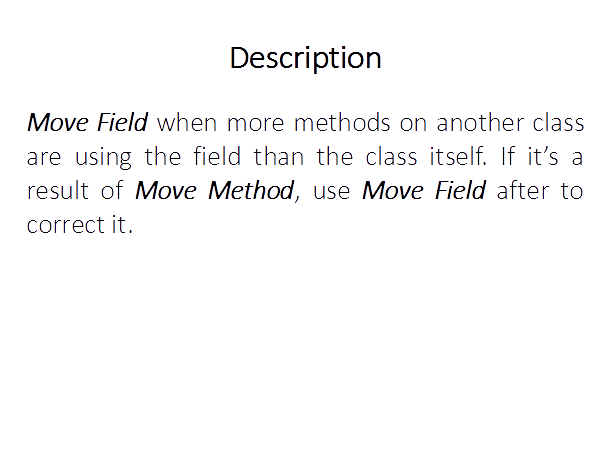 Description
Move Field when more methods on another class
are using the field than the class itself. If it’s a
result of Move Method, use Move Field after to
correct it.